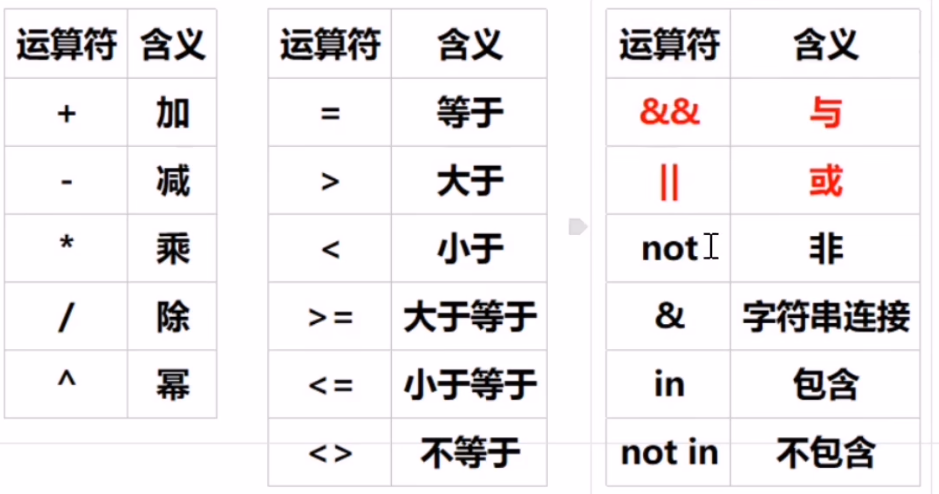 运算符 含义
+ 加
- 减
* 乘
/ 除
^ 幂
运算符 含义
= 等于
> 大于
< 小于
>= 大于等于
<= 小于等于
<> 不等于
运算符 含义
&& 与
|| 或
not 非
& 字符串连接
in 包含
not in 不包含